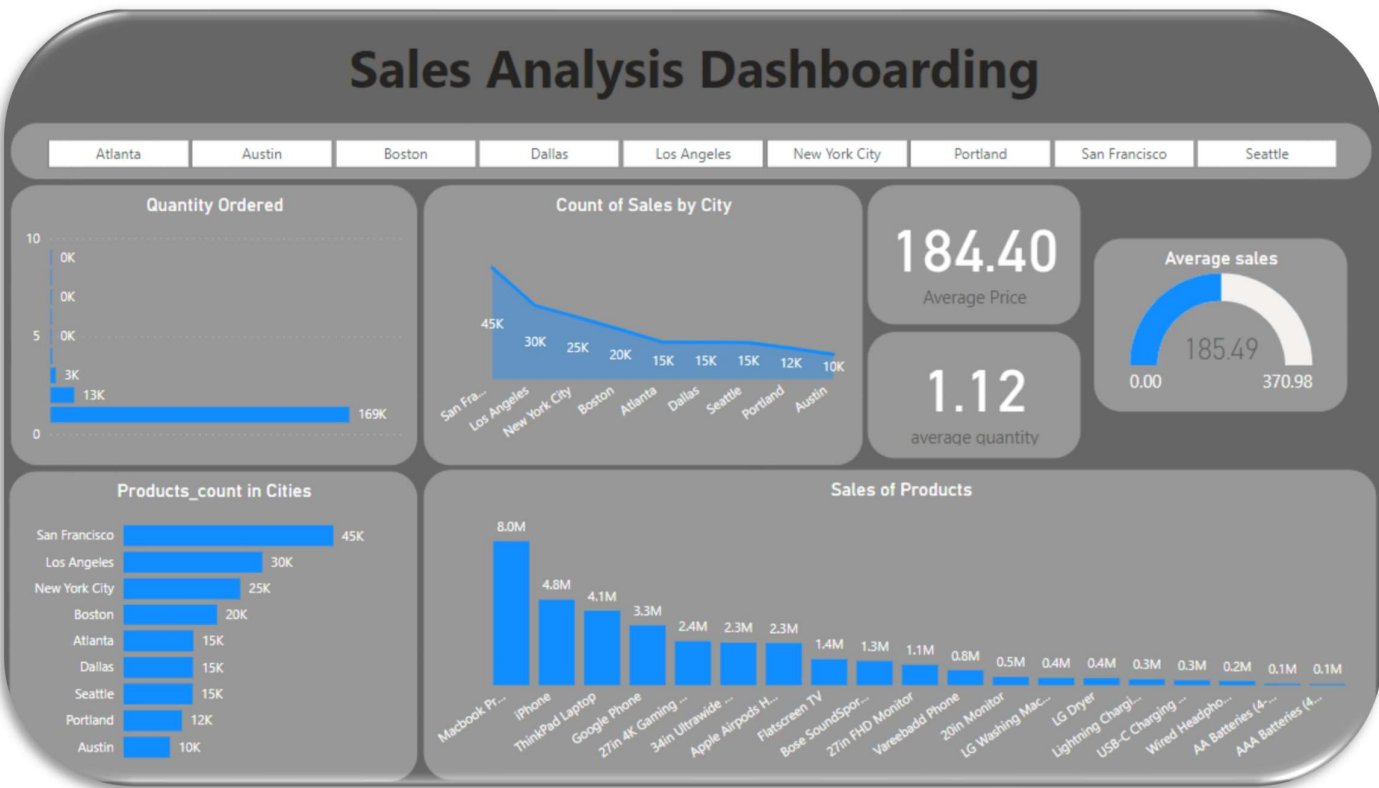 Sales Analysis Dashboarding
Atlanta Austin Boston Dallas Los Angeles New York City Portland San Francisco Seattle
Quantity Ordered
10
0K
0K
5 0K
3K
13K
169K
0
Count of Sales by City
45K 30K 25K 20K 15K 15K 15K 12K 10K
San Fra... Los Angeles New York City Boston Atlanta Dallas Seattle Portland Austin
184.40
Average Price
1.12
average quantity
Average sales
185.49
0.00 370.98
Products_count in Cities
San Francisco 45K
Los Angeles 30K
New York City 25K
Boston 20K
Atlanta 15K
Dallas 15K
Seattle 15K
Portland 12K
Austin 10K
Sales of Products
8.0M 4.8M 4.1M 3.3M 2.4M 2.3M 2.3M 1.4M 1.3M 1.1M 0.8M 0.5M 0.4M 0.4M 0.3M 0.3M 0.2M 0.1M 0.1M
Macbook Pr... iPhone ThinkPad Laptop Google Phone 27in 4K Gaming ... 34in Ultrawide ... Apple Airpods H... Flatscreen TV Bose SoundSpor... 27in FHD Monitor Vareebadd Phone 20in Monitor LG Washing Mac... LG Dryer Lightning Chargi... USB-C Charging ... Wired Headpho... AA Batteries (4-... AAA Batteries (4...